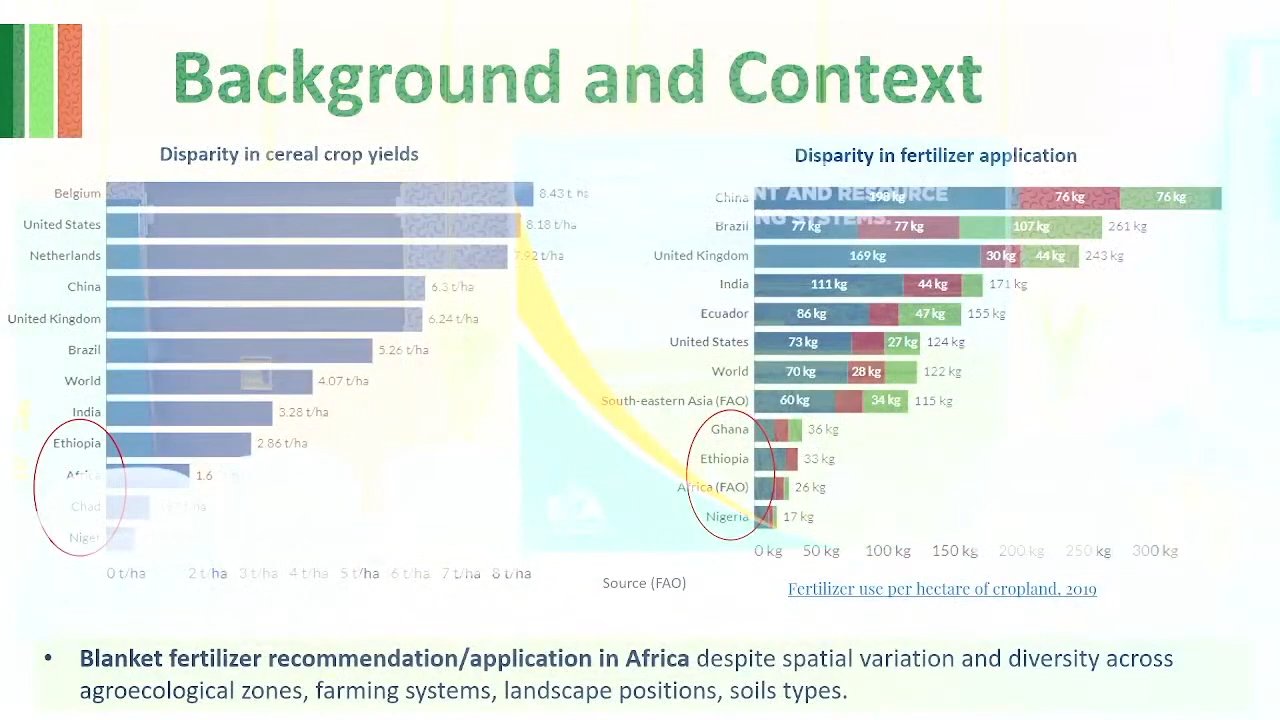 Background and Context
Disparity in cereal crop yields
Belgium 8.43 t ha
United States 8.18 t/ha
Netherlands 7.92 t/ha
China 6.3 t/ha
United Kingdom 6.24 t/ha
Brazil 5.26 t/ha
World 4.07 t/ha
India 3.28 t/ha
Ethiopia 2.86 t/ha
Africa 1.6
Chad
Niger
0 t/ha 2 t/ha 3 t/ha 4 t/ha 5 t/ha 6 t/ha 7 t/ha 8 t/ha
Disparity in fertilizer application
NT AND RESOURCE
NG SYSTEMS.
China 193 kg 76 kg 76 kg
Brazil 77 kg 77 kg 107 kg 261 kg
United Kingdom 169 kg 30 kg 44 kg 243 kg
India 111 kg 44 kg 171 kg
Ecuador 86 kg 47 kg 155 kg
United States 73 kg 27 kg 124 kg
World 70 kg 28 kg 122 kg
South-eastern Asia (FAO) 60 kg 34 kg 115 kg
Ghana 36 kg
Ethiopia 33 kg
Africa (FAO) 26 kg
Nigeria 17 kg
0 kg 50 kg 100 kg 150 kg 200 kg 250 kg 300 kg
Source (FAO)
Fertilizer use per hectare of cropland, 2019
• Blanket fertilizer recommendation/application in Africa despite spatial variation and diversity across
agroecological zones, farming systems, landscape positions, soils types.